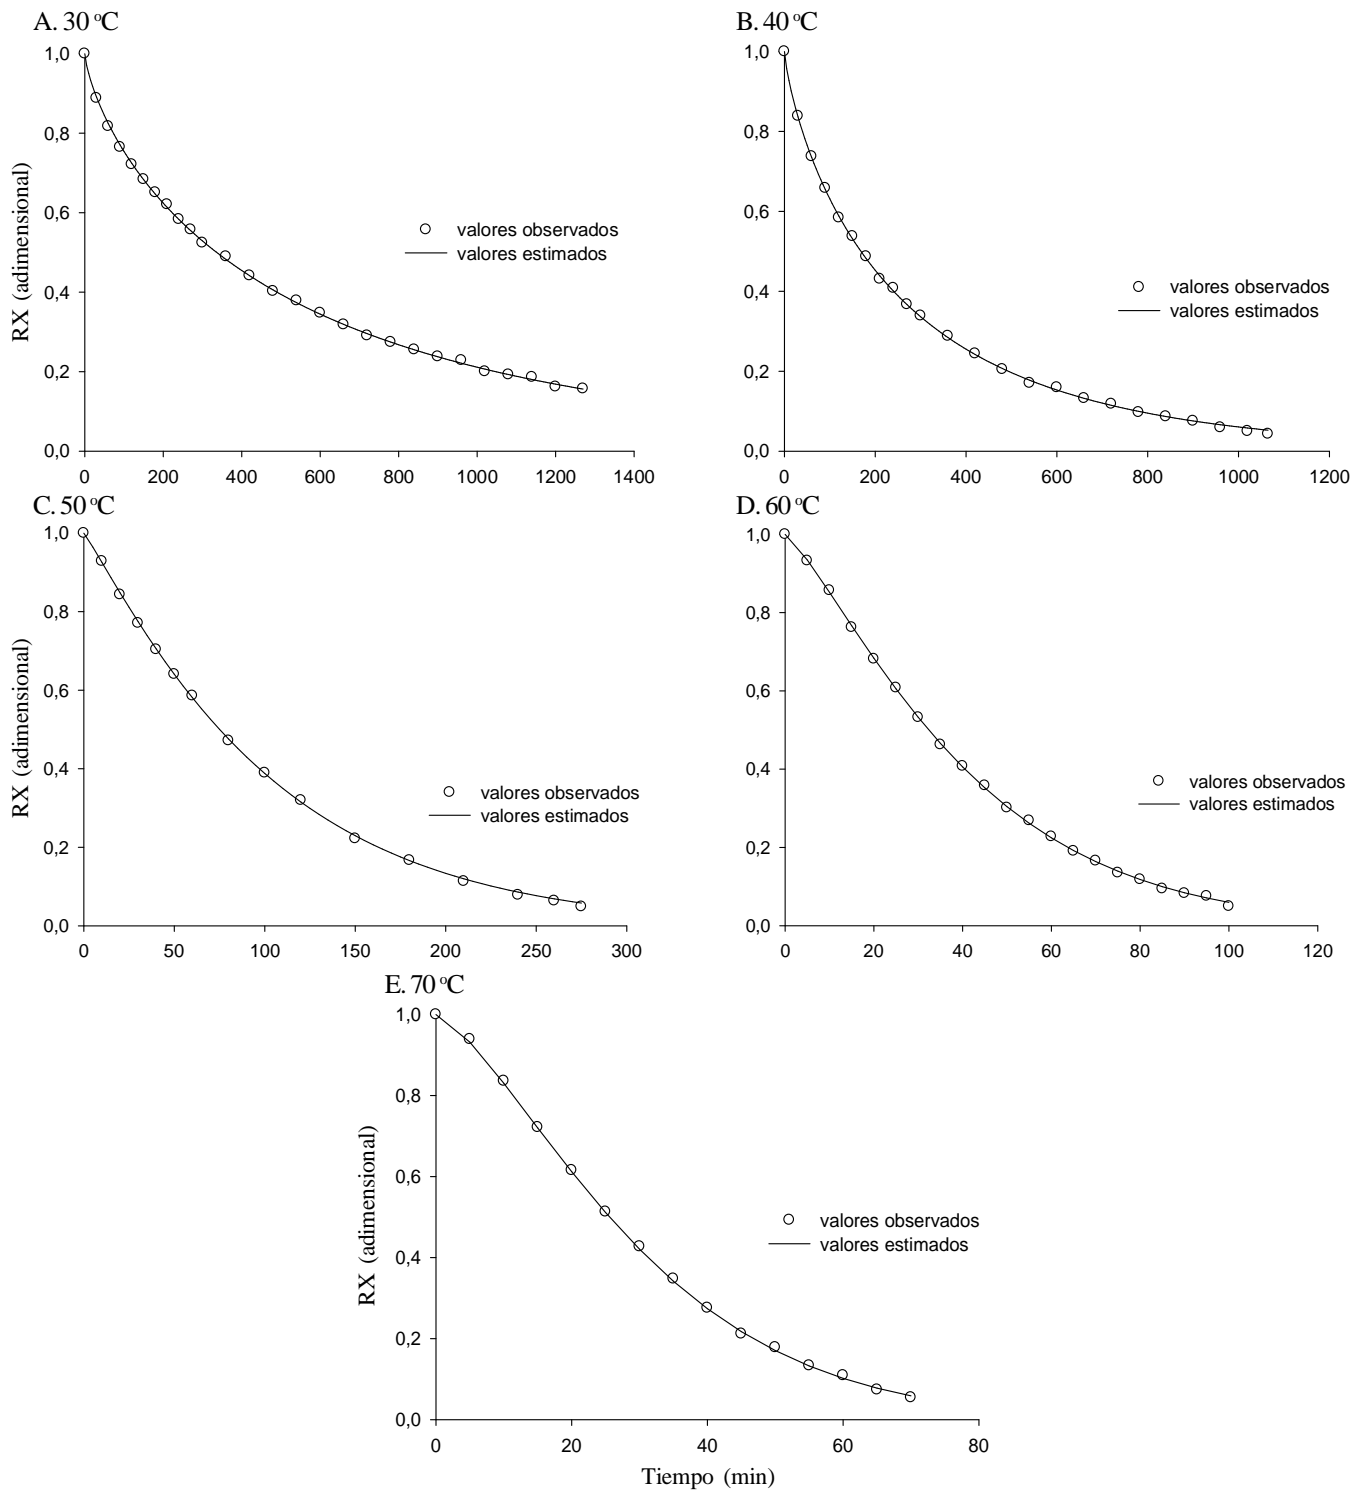 A. 30 ºC
1,0
0,8
0,6
0,4
0,2
0,0
RX (adimensional)
valores observados
valores estimados
0 200 400 600 800 1000 1200 1400
B. 40 ºC
1,0
0,8
0,6
0,4
0,2
0,0
valores observados
valores estimados
0 200 400 600 800 1000 1200
C. 50 ºC
1,0
0,8
0,6
0,4
0,2
0,0
RX (adimensional)
valores observados
valores estimados
0 50 100 150 200 250 300
D. 60 ºC
1,0
0,8
0,6
0,4
0,2
0,0
valores observados
valores estimados
0 20 40 60 80 100 120
E. 70 ºC
1,0
0,8
0,6
0,4
0,2
0,0
RX (adimensional)
valores observados
valores estimados
0 20 40 60 80
Tiempo (min)